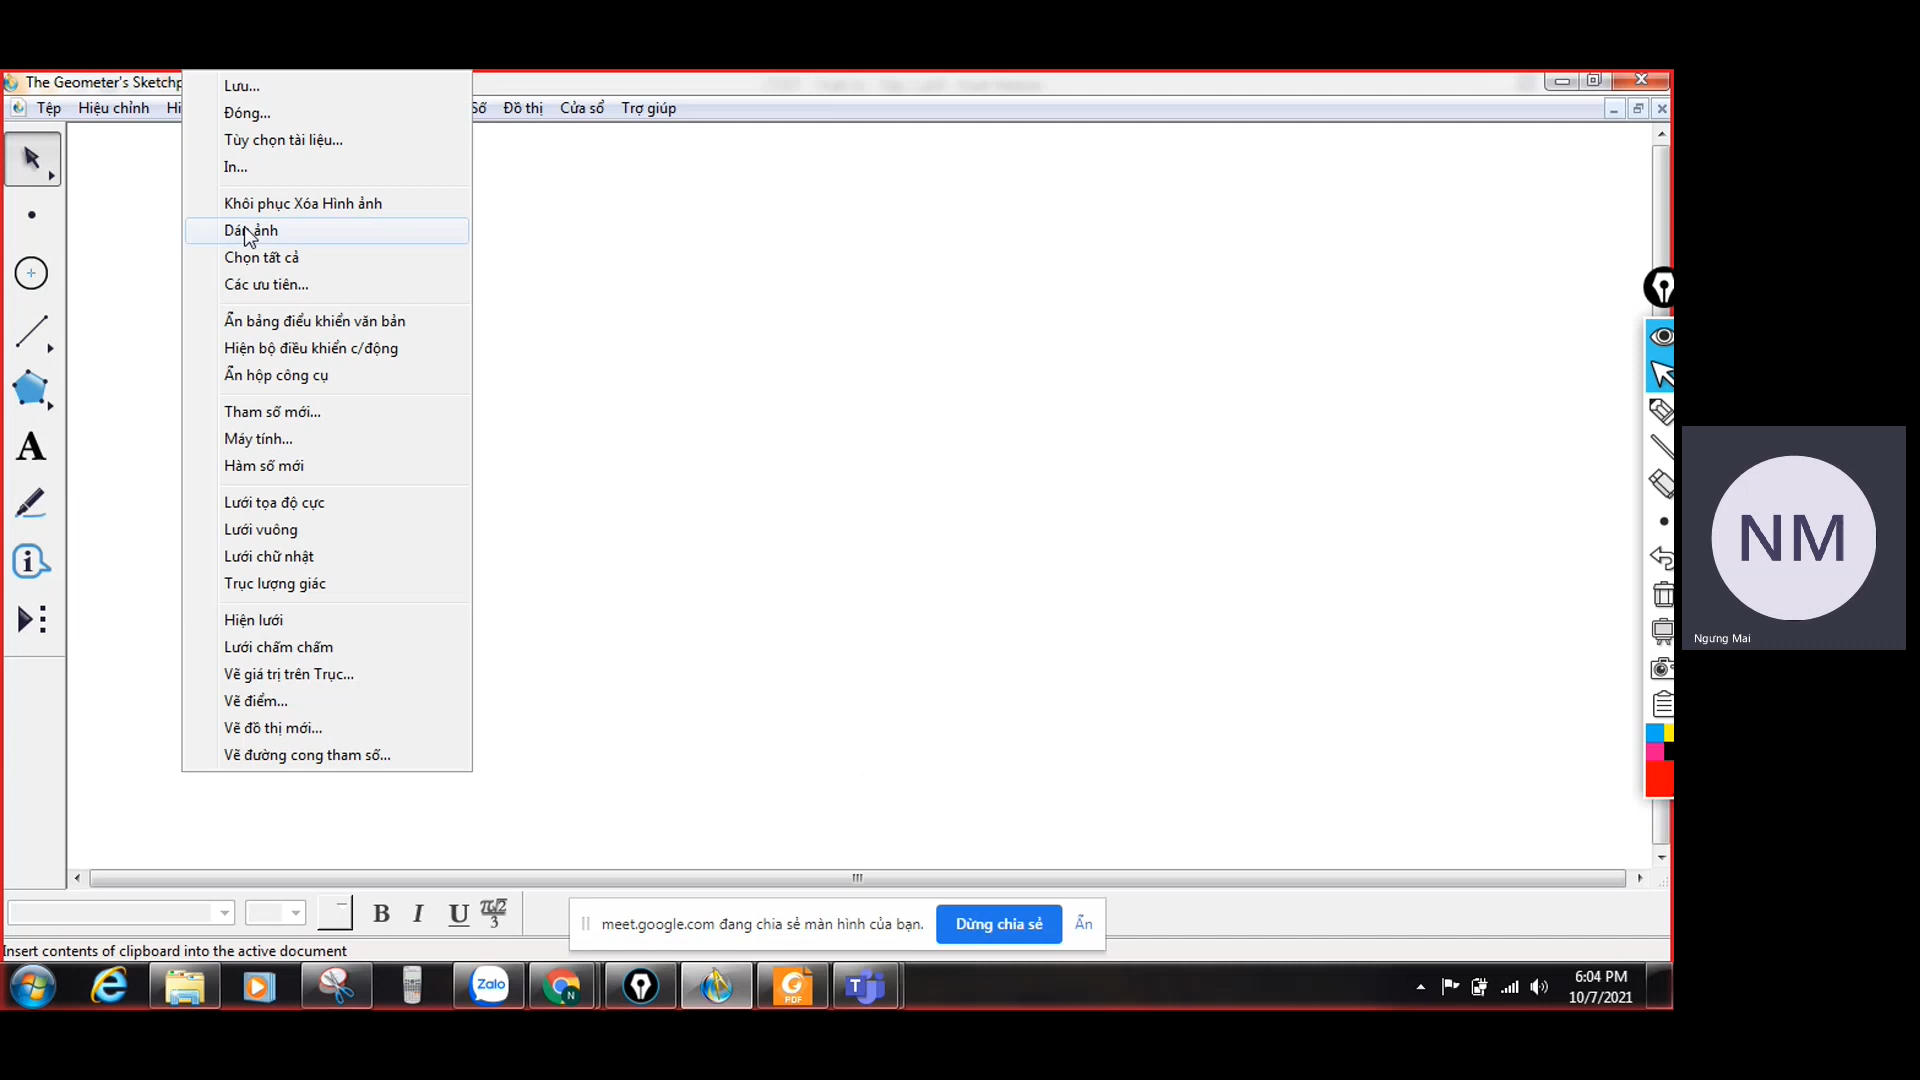 The Geometer's Sketchp
Tệp Hiệu chỉnh Hi Số Đồ thị Cửa sổ Trợ giúp
Lưu...
Đóng...
Tùy chọn tài liệu...
In...
Khôi phục Xóa Hình ảnh
Dán ảnh
Chọn tất cả
Các ưu tiên...
Ẩn bảng điều khiển văn bản
Hiện bộ điều khiển c/động
Ẩn hộp công cụ
Tham số mới...
Máy tính...
Hàm số mới
Lưới tọa độ cực
Lưới vuông
Lưới chữ nhật
Trục lượng giác
Hiện lưới
Lưới chấm chấm
Vẽ giá trị trên Trục...
Vẽ điểm...
Vẽ đồ thị mới...
Vẽ đường cong tham số...
A
NM
Ngưng Mai
B I U π√2/3
meet.google.com đang chia sẻ màn hình của bạn. Dừng chia sẻ Ẩn
Insert contents of clipboard into the active document
Zalo
N
PDF
T
6:04 PM
10/7/2021